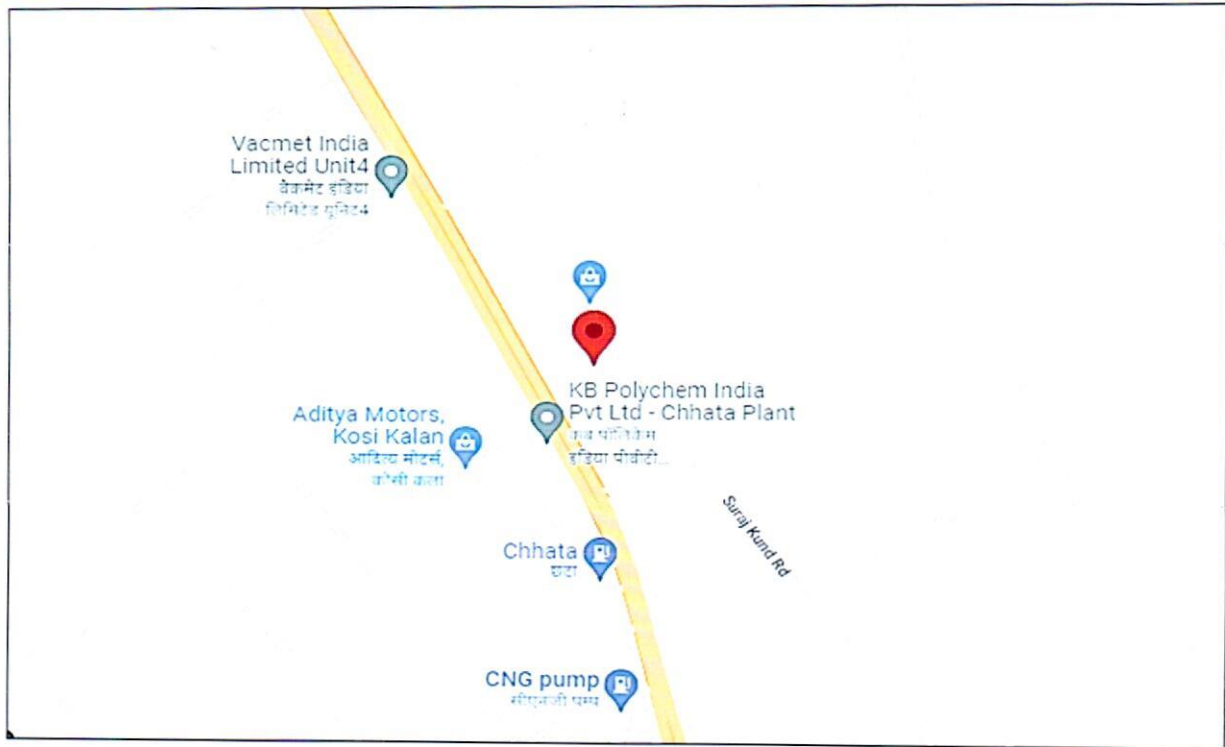 Vacmet India
Limited Unit4
वैकमेट इंडिया
लिमिटेड यूनिट4
KB Polychem India
Pvt Ltd - Chhata Plant
इंडिया पीवीटी...
Aditya Motors,
Kosi Kalan
आदित्य मोटर्स,
कोसी कला
Suraj Kund Rd
Chhata
छाता
CNG pump
सीएनजी पम्प